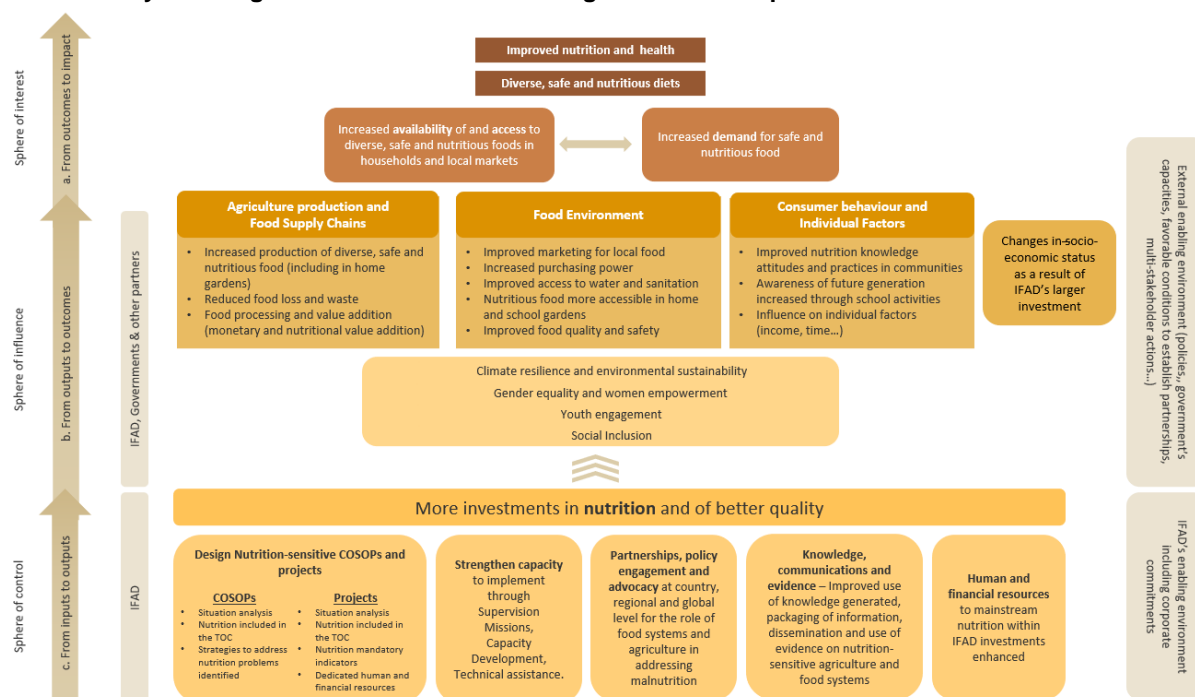 Improved nutrition and health
Diverse, safe and nutritious diets
Increased availability of and access to
diverse, safe and nutritious foods in
households and local markets
Increased demand for safe and
nutritious food
Sphere of interest
a. From outcomes to impact
Agriculture production and
Food Supply Chains
• Increased production of diverse, safe and
nutritious food (including in home
gardens)
• Reduced food loss and waste
• Food processing and value addition
(monetary and nutritional value addition)
Food Environment
• Improved marketing for local food
• Increased purchasing power
• Improved access to water and sanitation
• Nutritious food more accessible in home
and school gardens
• Improved food quality and safety
Consumer behaviour and
Individual Factors
• Improved nutrition knowledge
attitudes and practices in communities
• Awareness of future generation
increased through school activities
• Influence on individual factors
(income, time…)
Changes in socio-
economic status
as a result of
IFAD's larger
investment
External enabling environment (policies,, government's
capacities, favorable conditions to establish partnerships,
multi-stakeholder actions…)
Sphere of influence
b. From outputs to outcomes
IFAD, Governments & other partners
Climate resilience and environmental sustainability
Gender equality and women empowerment
Youth engagement
Social Inclusion
More investments in nutrition and of better quality
Sphere of control
c. From inputs to outputs
IFAD
Design Nutrition-sensitive COSOPs and
projects
COSOPs
• Situation analysis
• Nutrition included in
the TOC
• Strategies to address
nutrition problems
identified
Projects
• Situation analysis
• Nutrition included in
the TOC
• Nutrition mandatory
indicators
• Dedicated human and
financial resources
Strengthen capacity
to implement
through
Supervision
Missions,
Capacity
Development,
Technical assistance.
Partnerships, policy
engagement and
advocacy at country,
regional and global
level for the role of
food systems and
agriculture in
addressing
malnutrition
Knowledge,
communications and
evidence – Improved use
of knowledge generated,
packaging of information,
dissemination and use of
evidence on nutrition-
sensitive agriculture and
food systems
Human and
financial resources
to mainstream
nutrition within
IFAD investments
enhanced
IFAD's enabling environment
including corporate
commitments